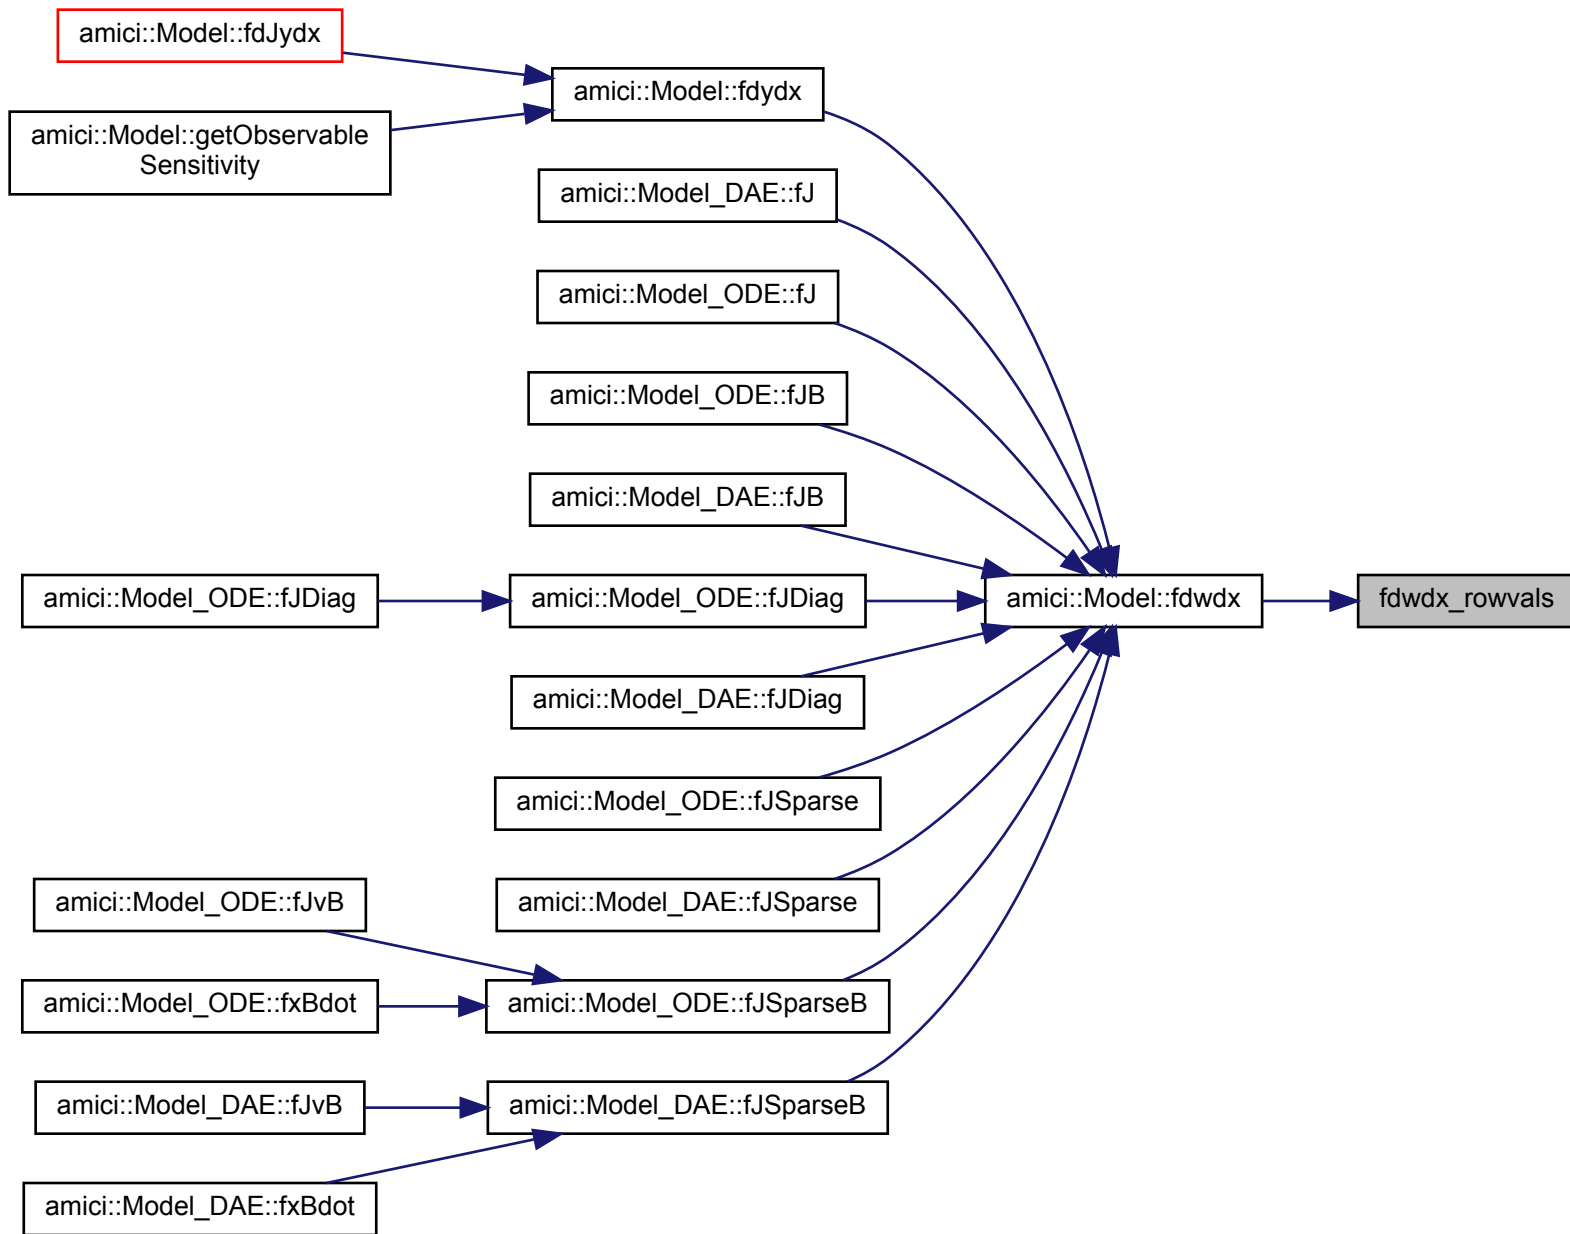 amici::Model::fdJydx
amici::Model::getObservable
Sensitivity
amici::Model::fdydx
amici::Model_DAE::fJ
amici::Model_ODE::fJ
amici::Model_ODE::fJB
amici::Model_DAE::fJB
amici::Model_ODE::fJDiag
amici::Model_ODE::fJDiag
amici::Model::fdwdx
fdwdx_rowvals
amici::Model_DAE::fJDiag
amici::Model_ODE::fJSparse
amici::Model_DAE::fJSparse
amici::Model_ODE::fJvB
amici::Model_ODE::fxBdot
amici::Model_ODE::fJSparseB
amici::Model_DAE::fJvB
amici::Model_DAE::fJSparseB
amici::Model_DAE::fxBdot